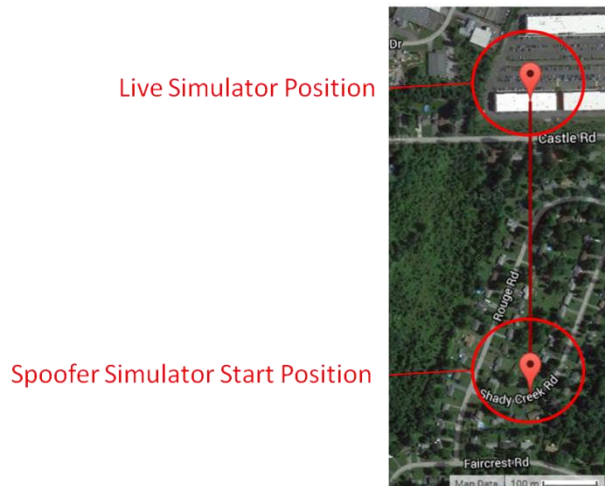 Dr
Live Simulator Position
Castle Rd
Rouge Rd
Spoofer Simulator Start Position
Shady Creek Rd
Faircrest Rd
Map Data
100 m